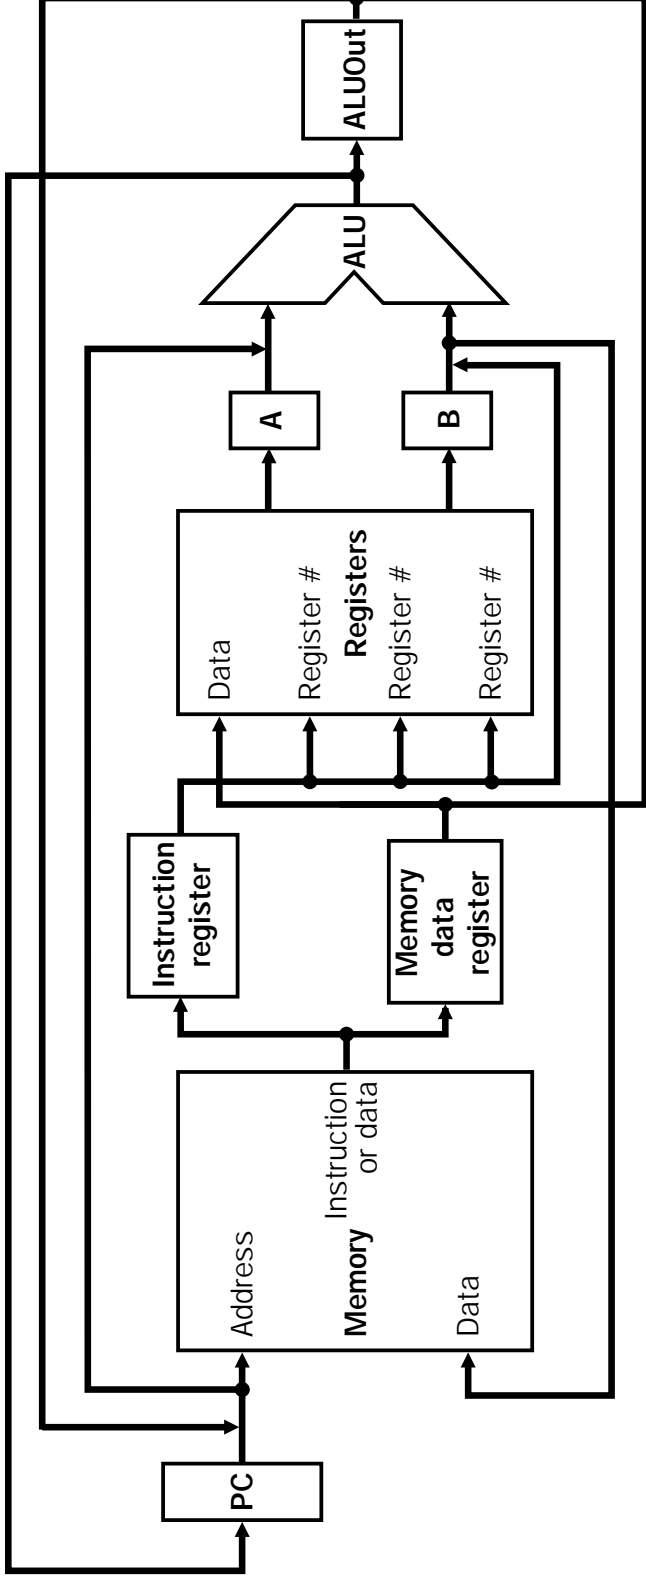 PC
Address
Memory
Data
Instruction
or data
Instruction
register
Memory
data
register
Data
Register #
Registers
Register #
Register #
A
B
ALU
ALUOut